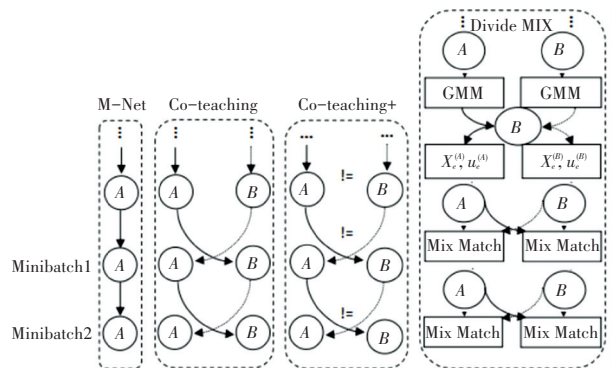 Divide MIX
A B
GMM GMM
B
X_e^(A), u_e^(A) X_e^(B), u_e^(B)
A B
Mix Match Mix Match
A B
Mix Match Mix Match
M-Net Co-teaching Co-teaching+
A A B A != B
!=
Minibatch1 A A B A B
!=
Minibatch2 A A B A B